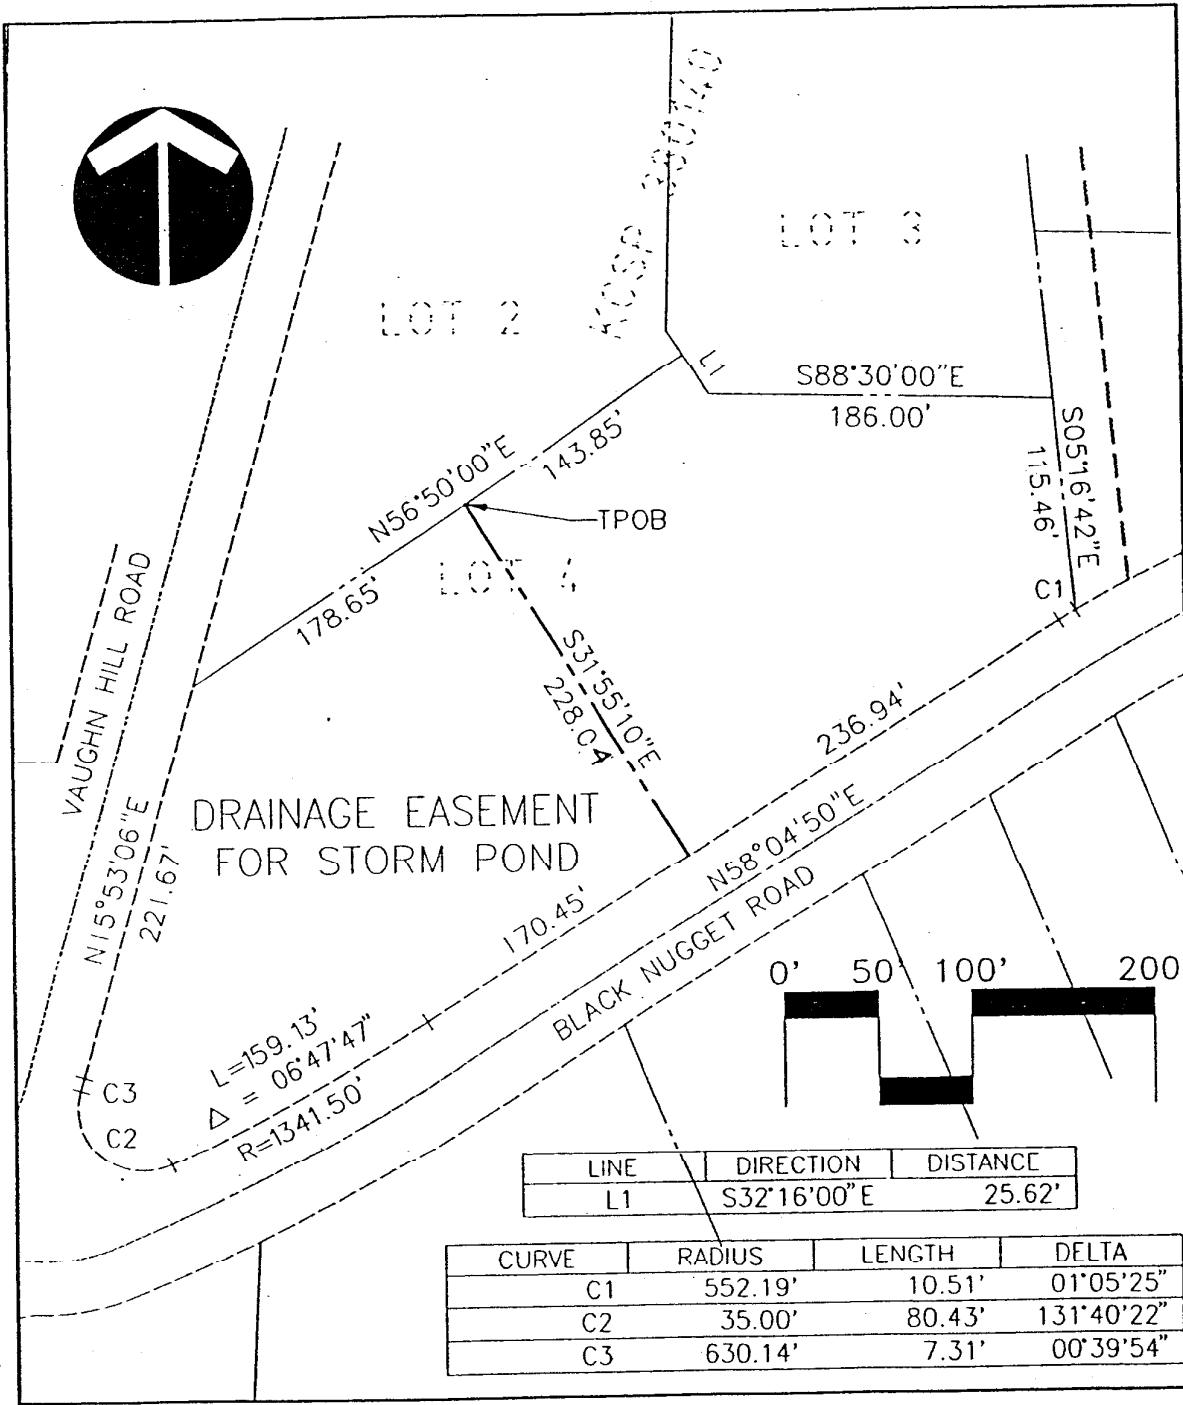 KCSP 380140
LOT 3
LOT 2
L1
S88°30'00"E
186.00'
S05°16'42"E
115.46'
N56°50'00"E
143.85'
TPOB
LOT 4
178.65'
C1
VAUGHN HILL ROAD
S31°55'10"E
228.04
236.94'
N15°53'06"E
221.67'
DRAINAGE EASEMENT
FOR STORM POND
N58°04'50"E
170.45'
BLACK NUGGET ROAD
0' 50' 100' 200
L=159.13'
Δ = 06°47'47"
R=1341.50'
C3
C2
LINE DIRECTION DISTANCE
L1 S32°16'00"E 25.62'
CURVE RADIUS LENGTH DELTA
C1 552.19' 10.51' 01°05'25"
C2 35.00' 80.43' 131°40'22"
C3 630.14' 7.31' 00°39'54"